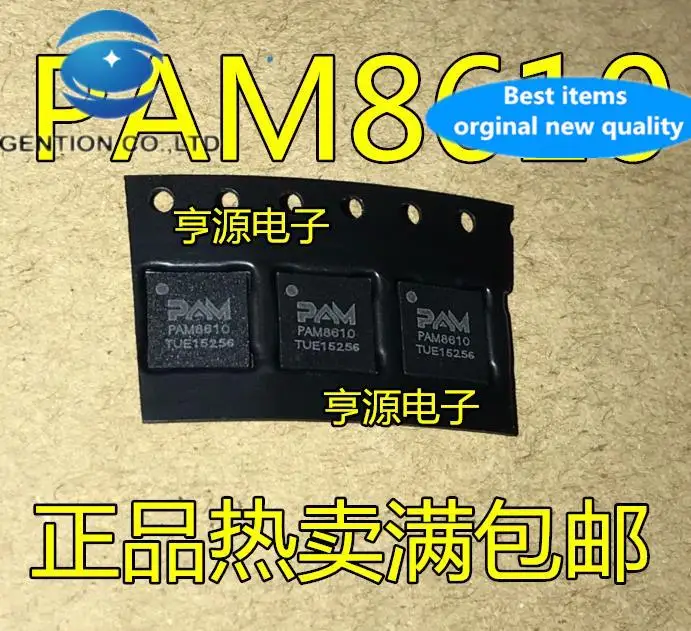 PAM8610
Best items
orginal new quality
GENTION CO.,LTD
亨源电子
PAM
PAM8610
TUE15256
PAM
PAM8610
TUE15256
PAM
PAM8610
TUE15256
亨源电子
正品热卖满包邮